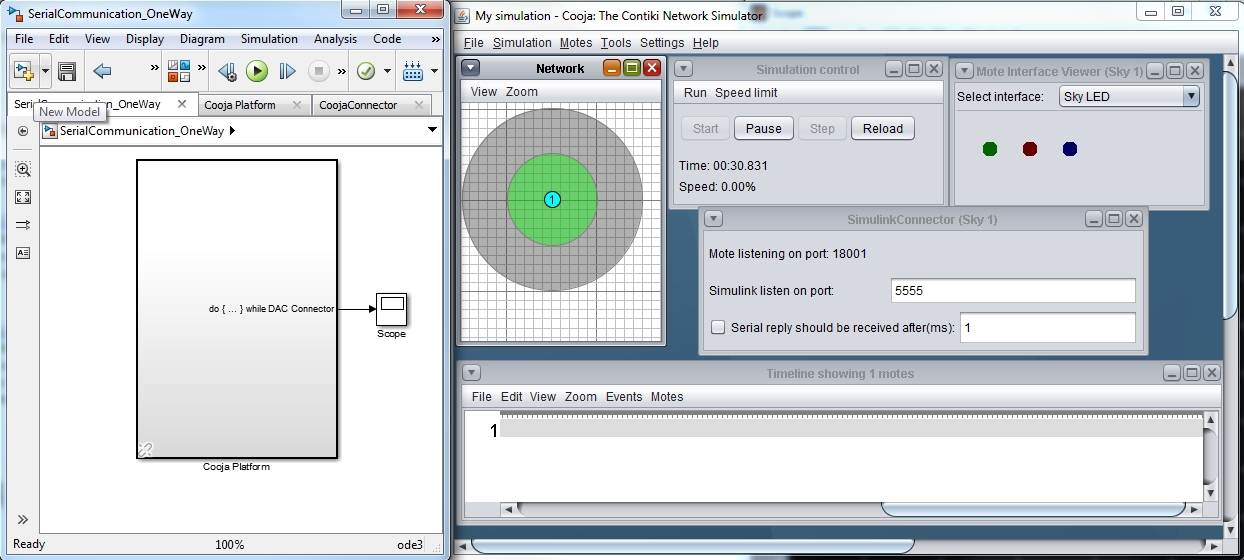 SerialCommunication_OneWay
File Edit View Display Diagram Simulation Analysis Code »
» »
SerialCommunication_OneWay Cooja Platform CoojaConnector
New Model
SerialCommunication_OneWay
do { ... } while DAC Connector
Scope
Cooja Platform
»
Ready 100% ode3
My simulation - Cooja: The Contiki Network Simulator
File Simulation Motes Tools Settings Help
Network
View Zoom
1
Simulation control
Run Speed limit
Start Pause Step Reload
Time: 00:30.831
Speed: 0.00%
Mote Interface Viewer (Sky 1)
Select interface: Sky LED
SimulinkConnector (Sky 1)
Mote listening on port: 18001
Simulink listen on port: 5555
Serial reply should be received after(ms): 1
Timeline showing 1 motes
File Edit View Zoom Events Motes
1